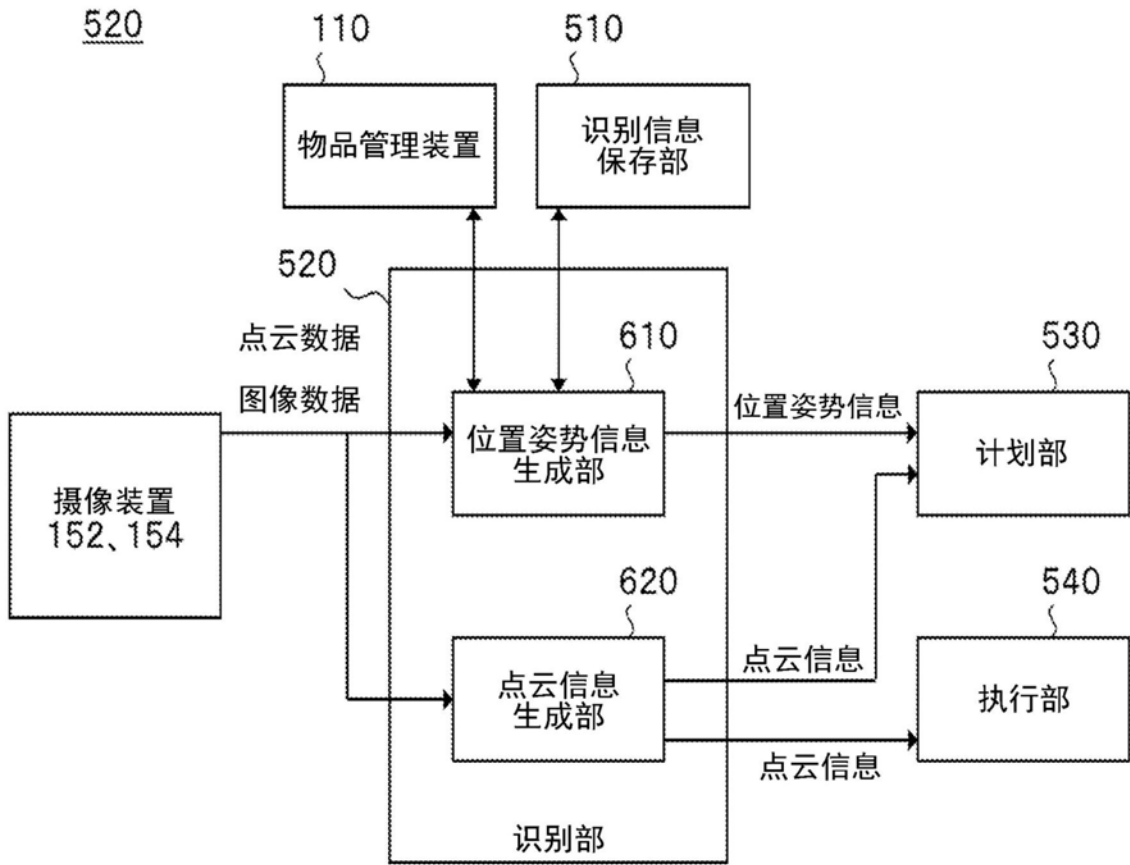 520
110
510
物品管理装置
识别信息
保存部
520
点云数据
图像数据
610
530
位置姿势信息
生成部
位置姿势信息
计划部
摄像装置
152、154
620
540
点云信息
生成部
点云信息
执行部
点云信息
识别部